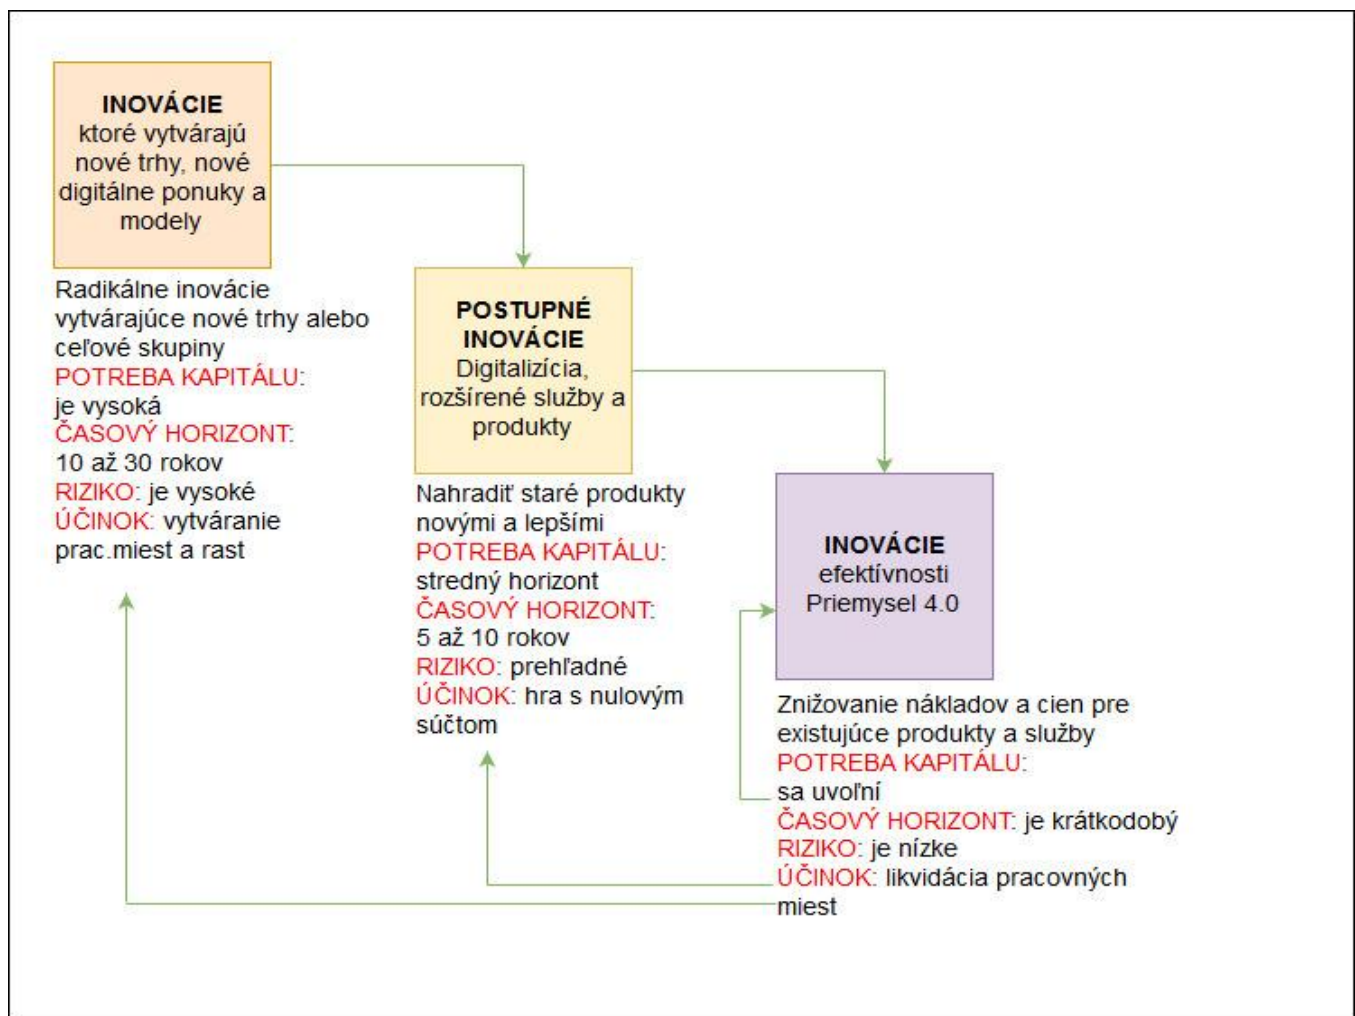 INOVÁCIE
ktoré vytvárajú
nové trhy, nové
digitálne ponuky a
modely
Radikálne inovácie
vytvárajúce nové trhy alebo
ceľové skupiny
POTREBA KAPITÁLU:
je vysoká
ČASOVÝ HORIZONT:
10 až 30 rokov
RIZIKO: je vysoké
ÚČINOK: vytváranie
prac.miest a rast
POSTUPNÉ
INOVÁCIE
Digitalizícia,
rozšírené služby a
produkty
Nahradiť staré produkty
novými a lepšími
POTREBA KAPITÁLU:
stredný horizont
ČASOVÝ HORIZONT:
5 až 10 rokov
RIZIKO: prehľadné
ÚČINOK: hra s nulovým
súčtom
INOVÁCIE
efektívnosti
Priemysel 4.0
Znižovanie nákladov a cien pre
existujúce produkty a služby
POTREBA KAPITÁLU:
sa uvoľní
ČASOVÝ HORIZONT: je krátkodobý
RIZIKO: je nízke
ÚČINOK: likvidácia pracovných
miest